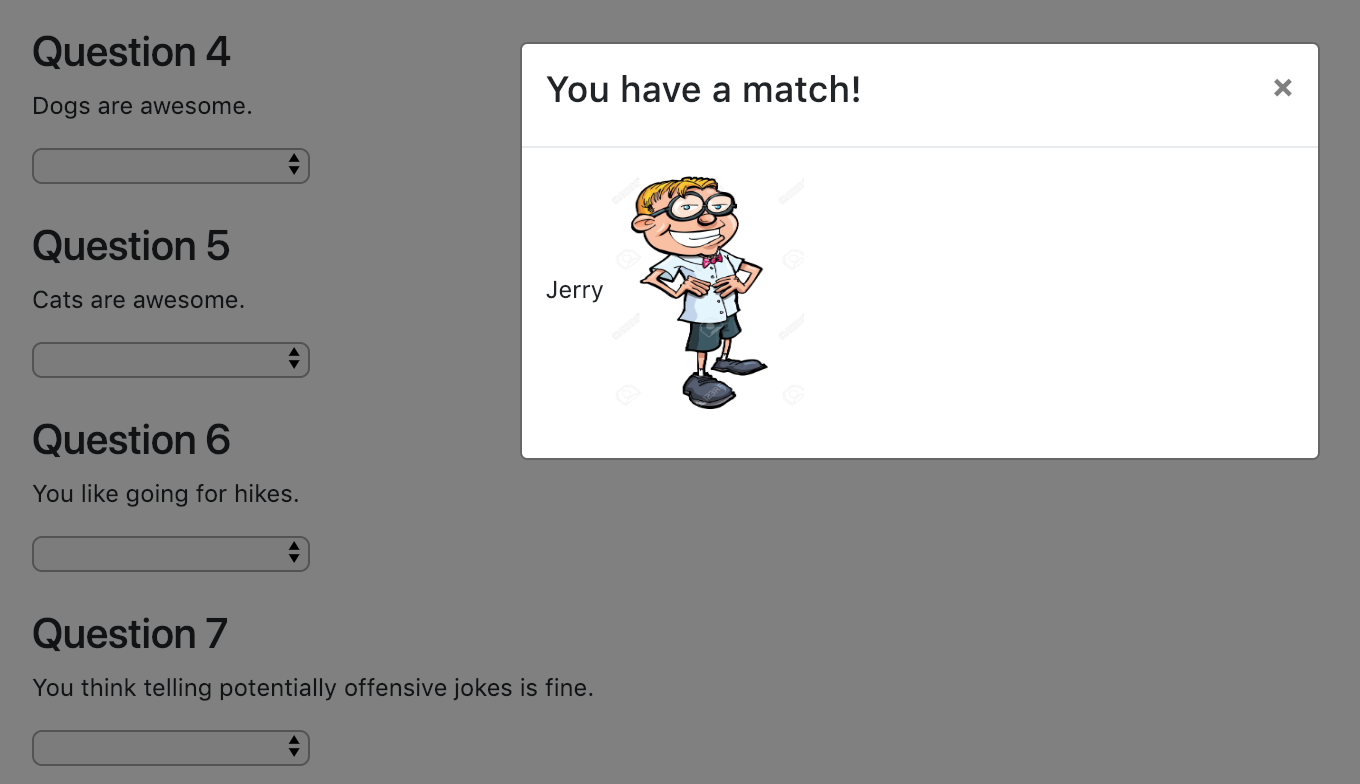 Question 4
Dogs are awesome.
Question 5
Cats are awesome.
Question 6
You like going for hikes.
Question 7
You think telling potentially offensive jokes is fine.
You have a match!
×
Jerry